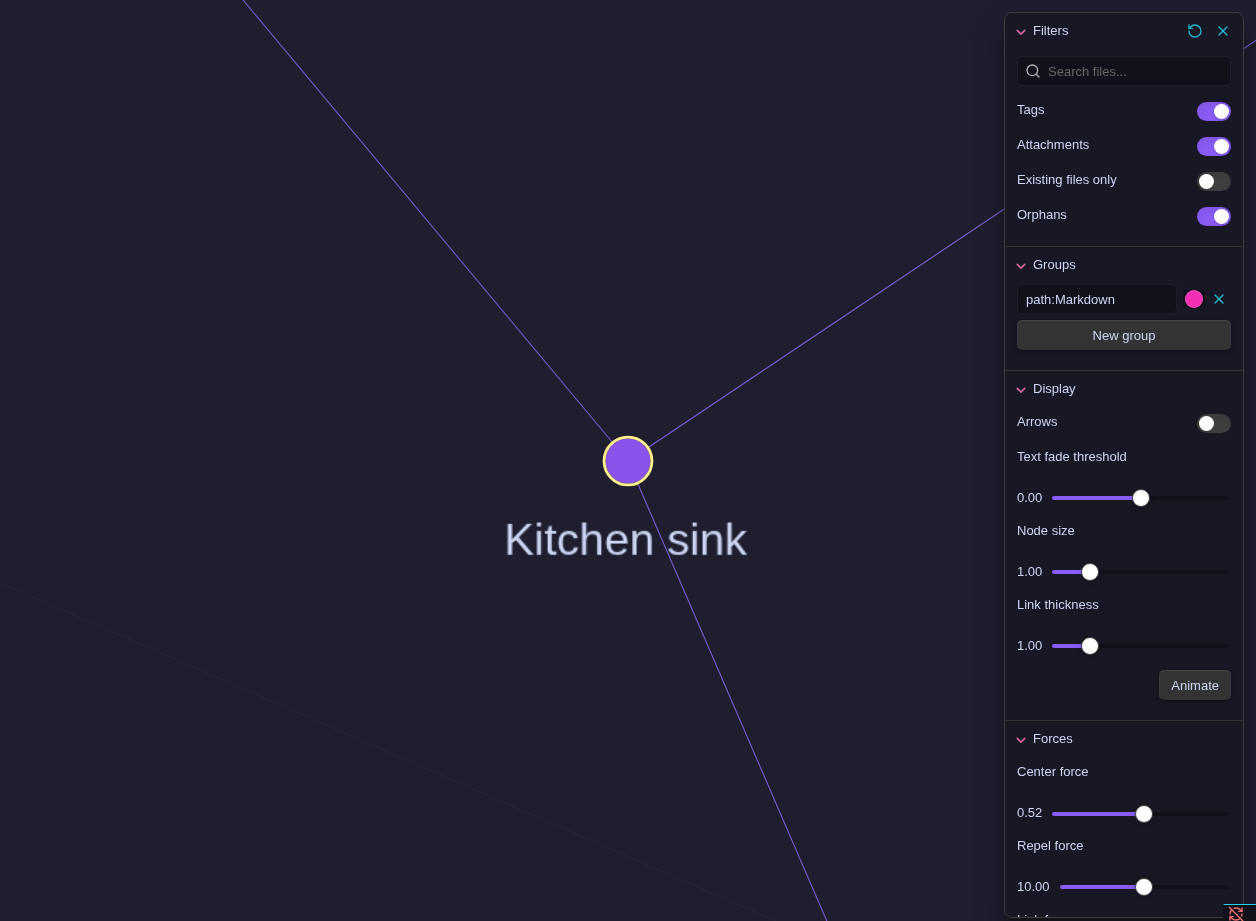 Filters
Search files...
Tags
Attachments
Existing files only
Orphans
Groups
path:Markdown
New group
Display
Arrows
Text fade threshold
0.00
Node size
1.00
Link thickness
1.00
Animate
Forces
Center force
0.52
Repel force
10.00
Kitchen sink